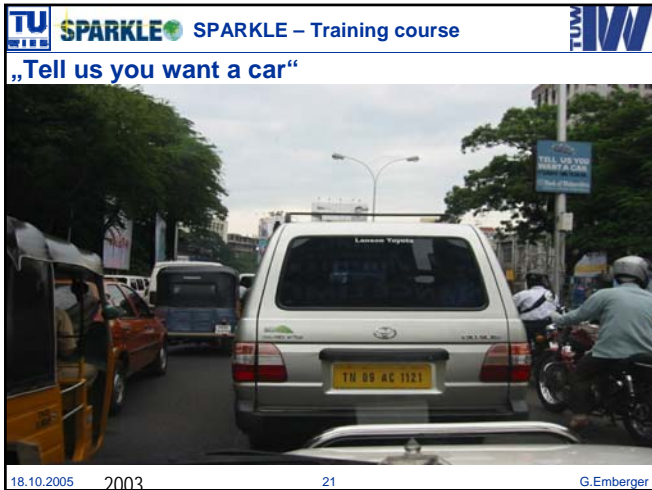 TU
WIEN
SPARKLE
SPARKLE – Training course
TUW
„Tell us you want a car“
TELL US YOU
WANT A CAR
Lanson Toyota
TN 09 AC 1121
18.10.2005
2003
21
G.Emberger